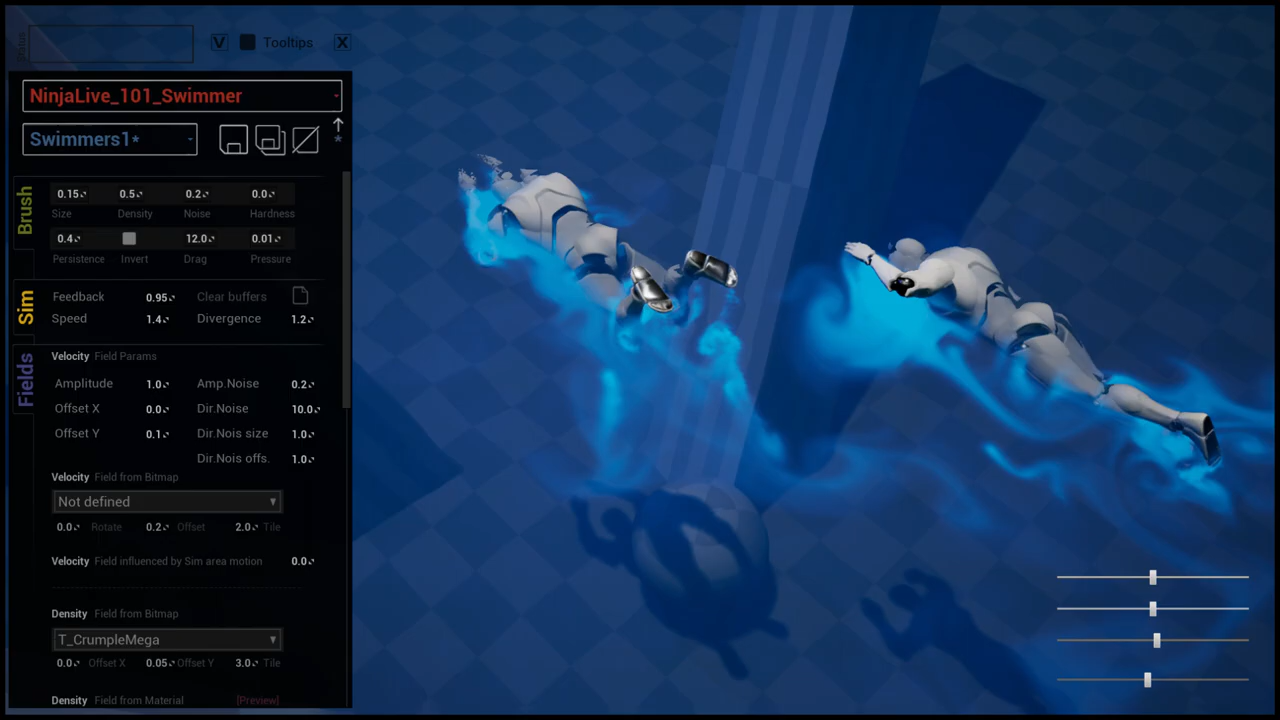 Status
V Tooltips X
NinjaLive_101_Swimmer
Swimmers1*
*
Brush
0.15 0.5 0.2 0.0
Size Density Noise Hardness
0.4 12.0 0.01
Persistence Invert Drag Pressure
Sim
Feedback 0.95 Clear buffers
Speed 1.4 Divergence 1.2
Fields
Velocity Field Params
Amplitude 1.0 Amp.Noise 0.2
Offset X 0.0 Dir.Noise 10.0
Offset Y 0.1 Dir.Nois size 1.0
Dir.Nois offs. 1.0
Velocity Field from Bitmap
Not defined
0.0 Rotate 0.2 Offset 2.0 Tile
Velocity Field influenced by Sim area motion 0.0
Density Field from Bitmap
T_CrumpleMega
0.0 Offset X 0.05 Offset Y 3.0 Tile
Density Field from Material [Preview]